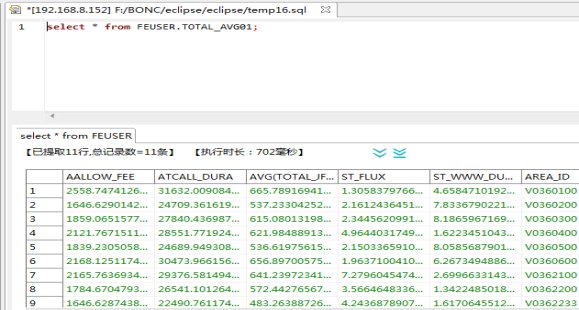 *[192.168.8.152] F:/BONC/eclipse/eclipse/temp16.sql
1 select * from FEUSER.TOTAL_AVG01;
select * from FEUSER
【已提取11行,总记录数=11条】 【执行时长：702毫秒】
AALLOW_FEE ATCALL_DURA AVG(TOTAL_JF... ST_FLUX ST_WWW_DU... AREA_ID
1 2558.7474126... 31632.009084... 665.78916941... 1.3058379766... 4.6584710192... V0360100
2 1646.6290142... 24709.361619... 537.23304252... 2.1612436451... 7.8336790221... V0360200
3 1859.0651577... 27840.436987... 615.08013198... 2.3445620991... 8.1865967169... V0360300
4 2121.7671511... 28551.771924... 621.98488913... 4.9644031749... 1.6223451043... V0360400
5 1839.2305058... 24689.949308... 536.61975615... 2.1503365910... 8.0585687901... V0360500
6 2168.1251174... 30473.966156... 656.89700575... 1.9637100410... 6.2673494886... V0360600
7 2165.7636934... 29376.581494... 641.23972341... 7.2796045474... 2.6996633143... V0362100
8 1784.6704793... 26541.101264... 572.44276567... 3.5664648336... 1.3422485018... V0362200
9 1646.6287438... 22490.761174... 483.26388726... 4.2436878907... 1.6170645512... V0362233